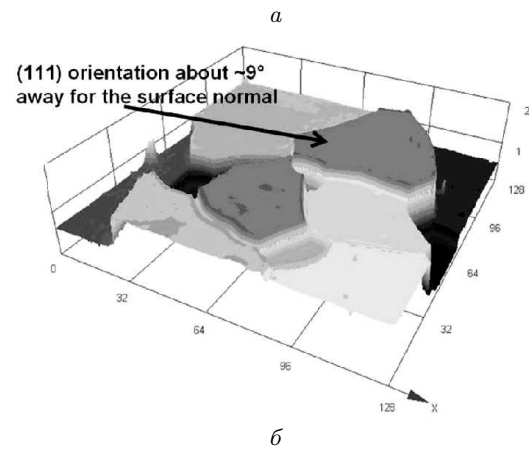 а
(111) orientation about ~9°
away for the surface normal
2
1
128
96
64
32
0
32
64
96
128
X
б